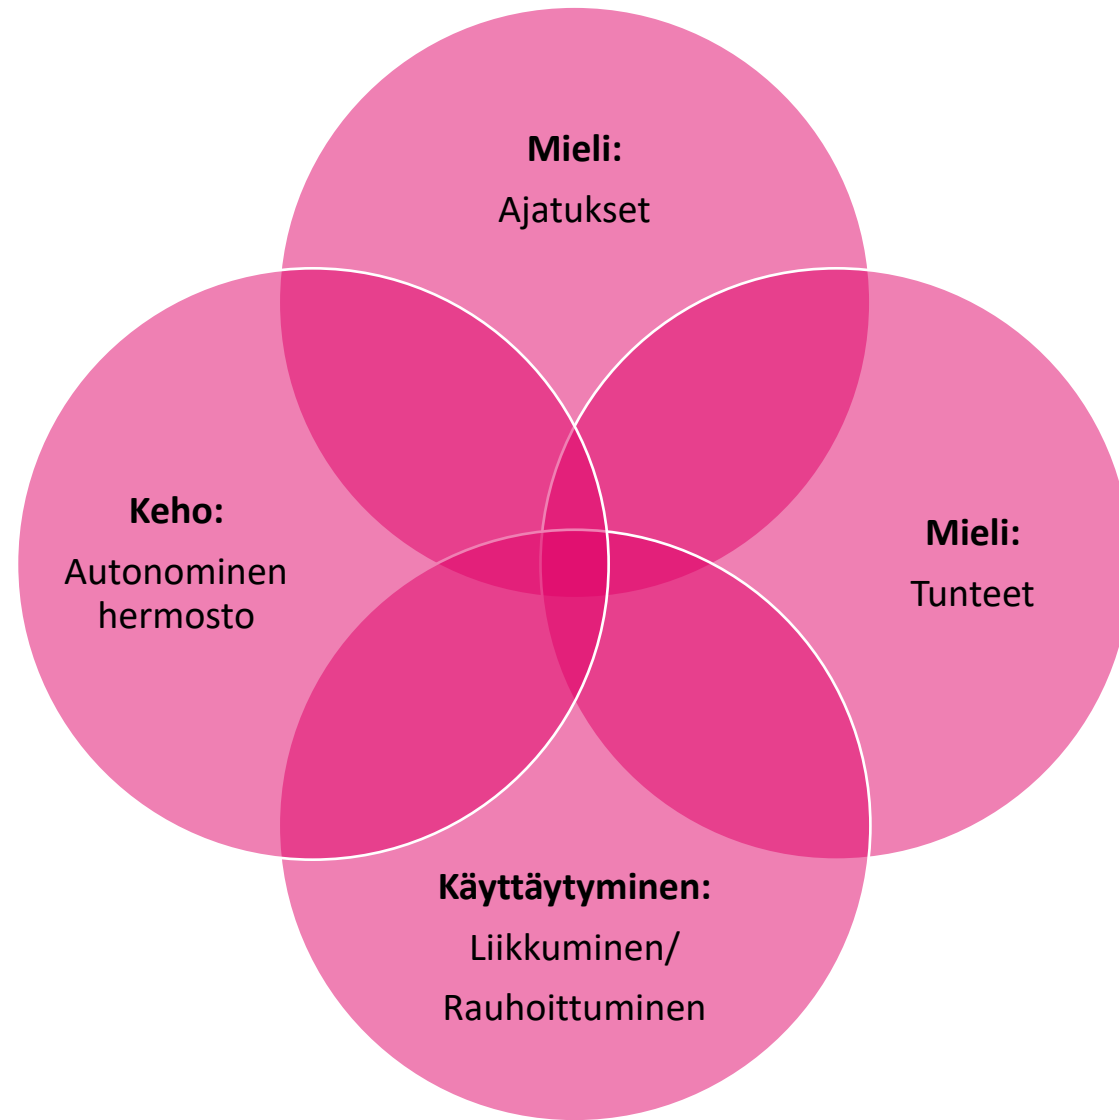 Mieli:
Ajatukset
Keho:
Autonominen
hermosto
Mieli:
Tunteet
Käyttäytyminen:
Liikkuminen/
Rauhoittuminen